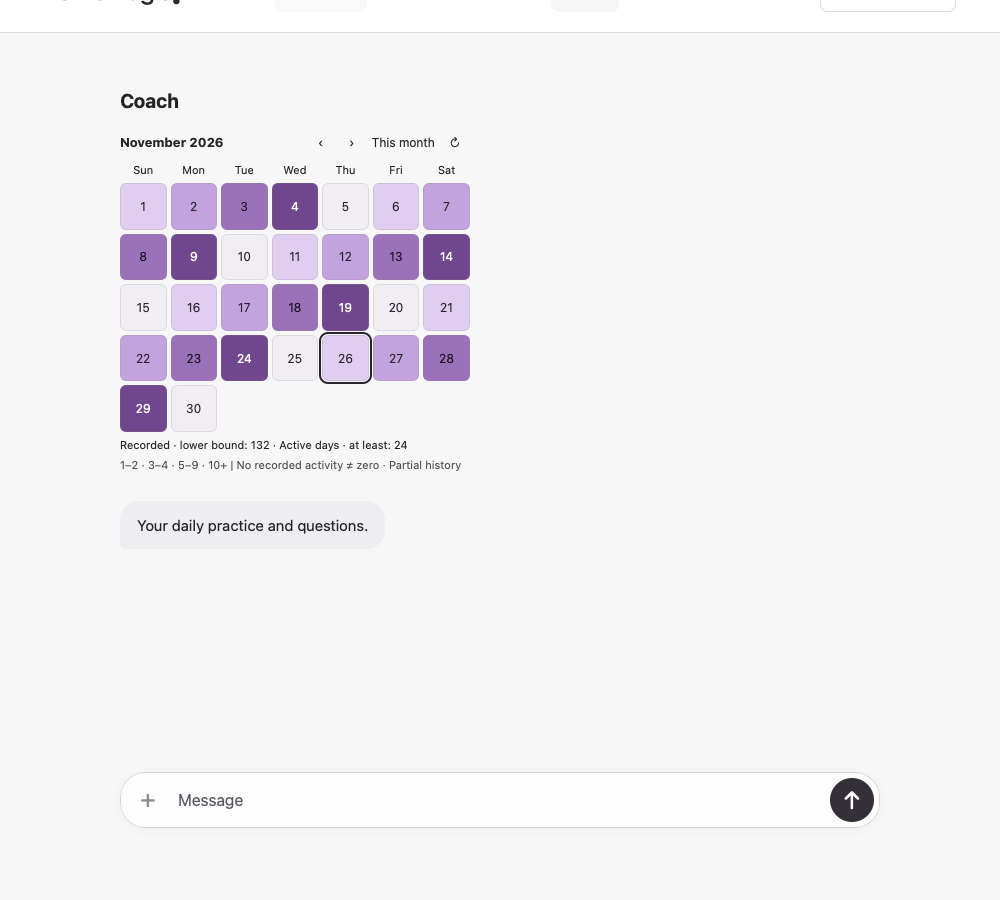 Coach
November 2026 ‹ › This month ↻
Sun Mon Tue Wed Thu Fri Sat
1 2 3 4 5 6 7
8 9 10 11 12 13 14
15 16 17 18 19 20 21
22 23 24 25 26 27 28
29 30
Recorded · lower bound: 132 · Active days · at least: 24
1–2 · 3–4 · 5–9 · 10+ | No recorded activity ≠ zero · Partial history
Your daily practice and questions.
Message